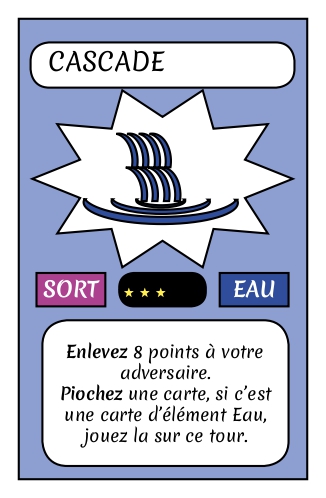 CASCADE
SORT
EAU
Enlevez 8 points à votre
adversaire.
Piochez une carte, si c’est
une carte d’élément Eau,
jouez la sur ce tour.